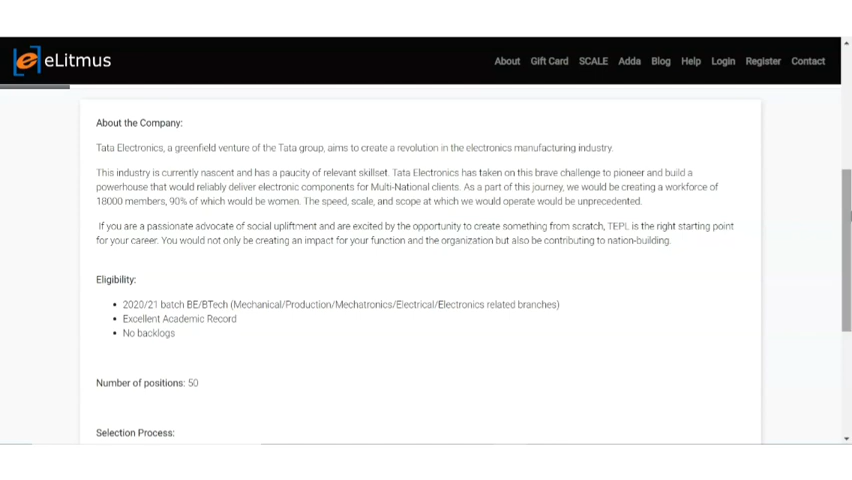 e eLitmus
About Gift Card SCALE Adda Blog Help Login Register Contact
About the Company:
Tata Electronics, a greenfield venture of the Tata group, aims to create a revolution in the electronics manufacturing industry.
This industry is currently nascent and has a paucity of relevant skillset. Tata Electronics has taken on this brave challenge to pioneer and build a
powerhouse that would reliably deliver electronic components for Multi-National clients. As a part of this journey, we would be creating a workforce of
18000 members, 90% of which would be women. The speed, scale, and scope at which we would operate would be unprecedented.
If you are a passionate advocate of social upliftment and are excited by the opportunity to create something from scratch, TEPL is the right starting point
for your career. You would not only be creating an impact for your function and the organization but also be contributing to nation-building.
Eligibility:
• 2020/21 batch BE/BTech (Mechanical/Production/Mechatronics/Electrical/Electronics related branches)
• Excellent Academic Record
• No backlogs
Number of positions: 50
Selection Process: